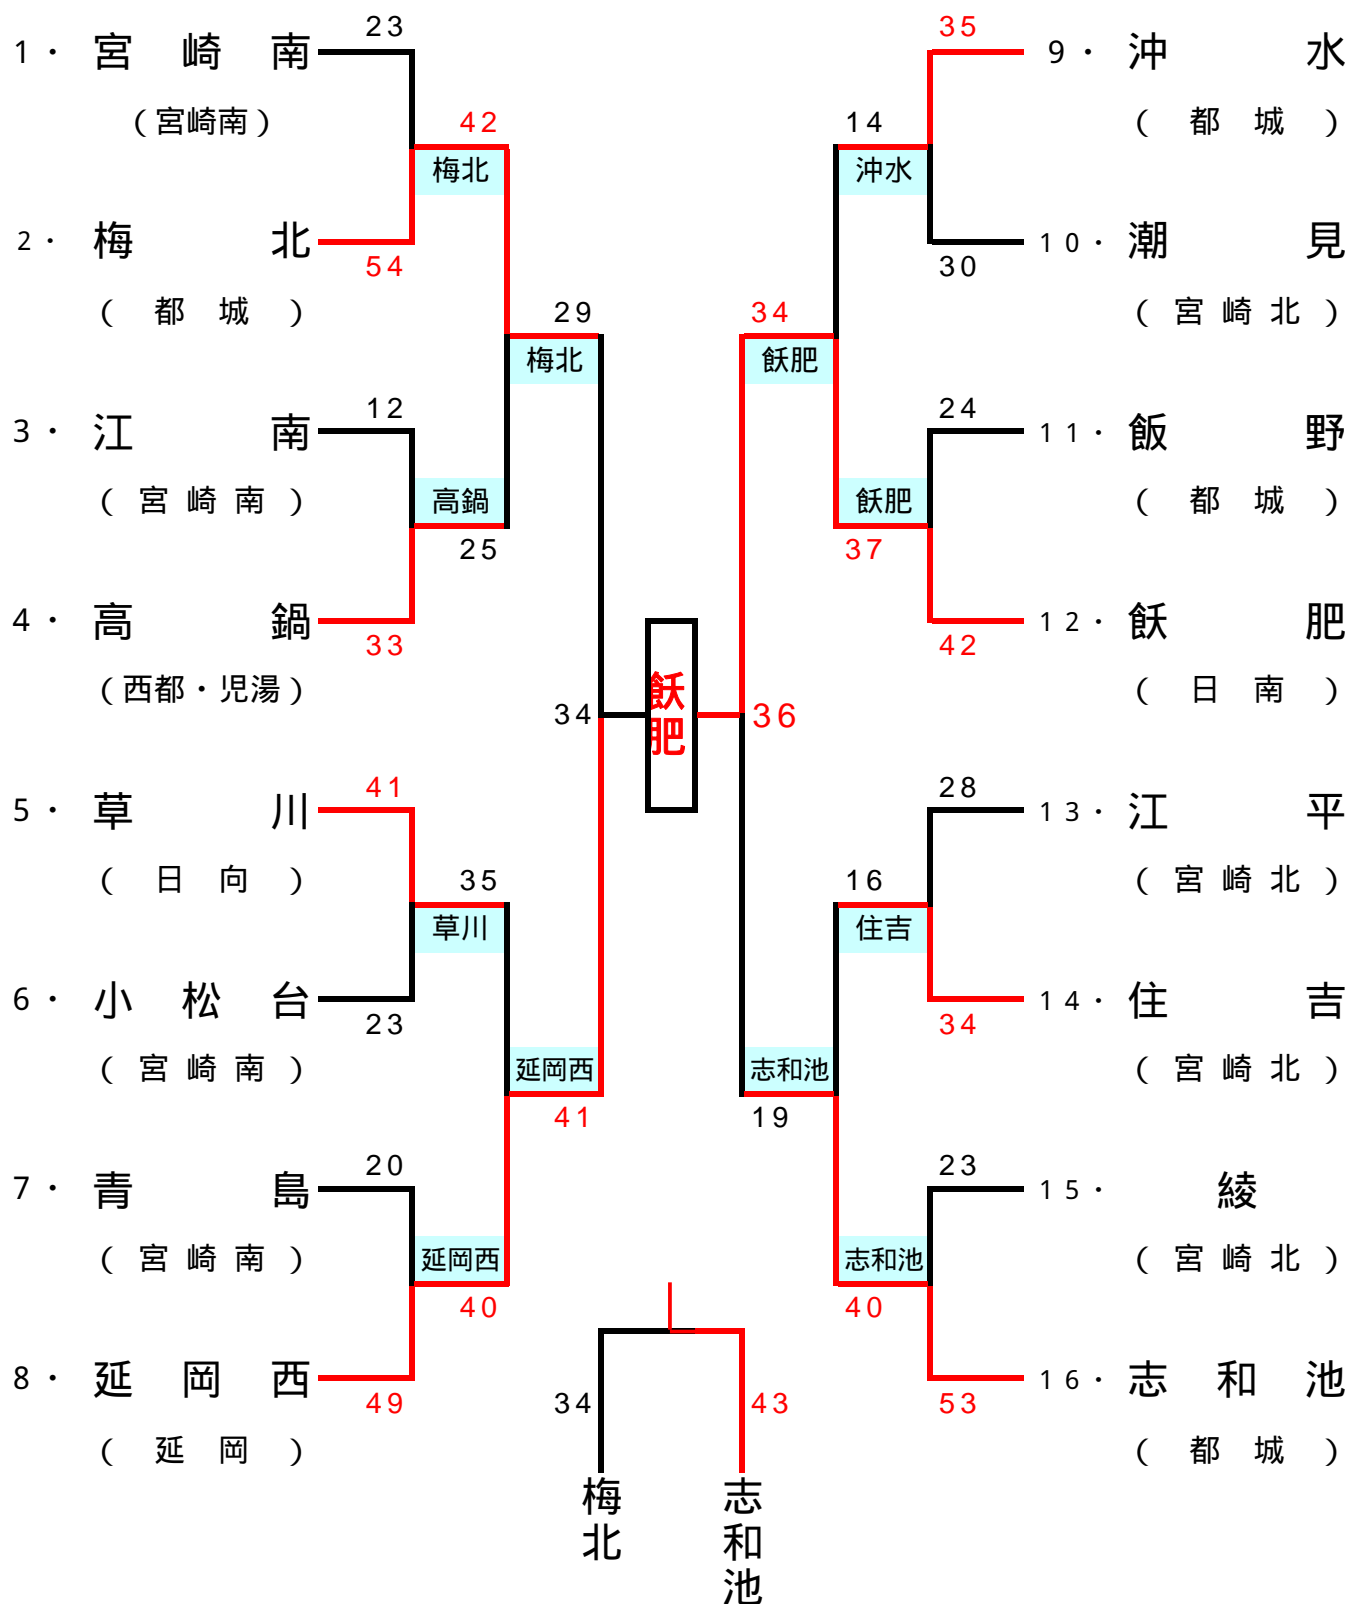 23
35
1・ 宮崎南
9・ 沖水
(宮崎南)
(都城)
42
14
梅北
沖水
2・ 梅北
10・ 潮見
54
30
(都城)
(宮崎北)
29
34
梅北
飫肥
12
24
3・ 江南
11・ 飯野
(宮崎南)
(都城)
高鍋
飫肥
25
37
4・ 高鍋
12・ 飫肥
33
42
(西都・児湯)
(日南)
34
飫肥
36
41
28
5・ 草川
13・ 江平
(日向)
(宮崎北)
35
16
草川
住吉
6・ 小松台
14・ 住吉
23
34
(宮崎南)
(宮崎北)
延岡西
志和池
41
19
20
23
7・ 青島
15・ 綾
(宮崎南)
(宮崎北)
延岡西
志和池
40
40
8・ 延岡西
16・ 志和池
49
34
43
53
(延岡)
(都城)
梅北
志和池